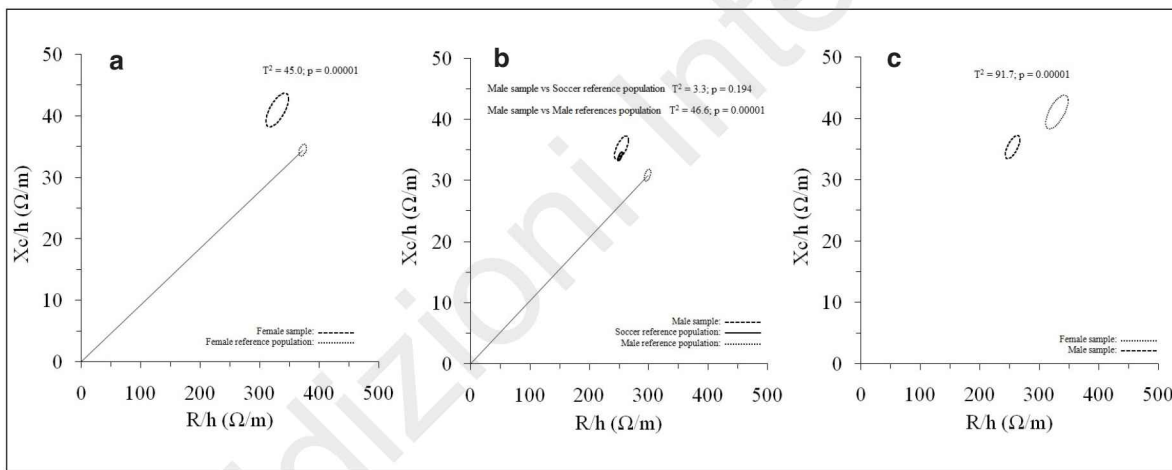 a
T² = 45.0; p = 0.00001
50
40
30
20
10
0
Xc/h (Ω/m)
Female sample:
Female reference population:
0 100 200 300 400 500
R/h (Ω/m)
b
Male sample vs Soccer reference population T² = 3.3; p = 0.194
Male sample vs Male references population T² = 46.6; p = 0.00001
50
40
30
20
10
0
Xc/h (Ω/m)
Male sample:
Soccer reference population:
Male reference population:
0 100 200 300 400 500
R/h (Ω/m)
c
T² = 91.7; p = 0.00001
50
40
30
20
10
0
Xc/h (Ω/m)
Female sample:
Male sample:
0 100 200 300 400 500
R/h (Ω/m)